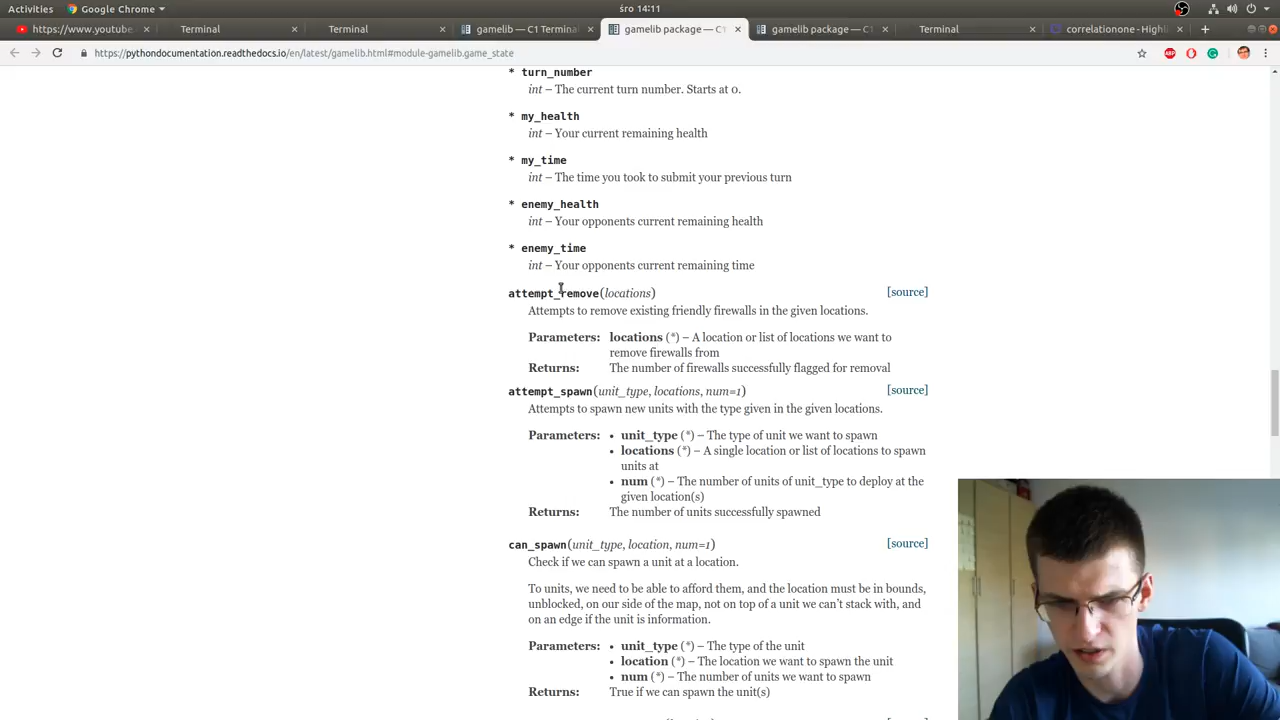 Activities Google Chrome śro 14:11
https://www.youtube. Terminal Terminal gamelib — C1 Terminal gamelib package — C1 gamelib package — C1 Terminal correlationone - Highl
https://pythondocumentation.readthedocs.io/en/latest/gamelib.html#module-gamelib.game_state
* turn_number
int – The current turn number. Starts at 0.
* my_health
int – Your current remaining health
* my_time
int – The time you took to submit your previous turn
* enemy_health
int – Your opponents current remaining health
* enemy_time
int – Your opponents current remaining time
attempt_remove(locations) [source]
Attempts to remove existing friendly firewalls in the given locations.
Parameters: locations (*) – A location or list of locations we want to
remove firewalls from
Returns: The number of firewalls successfully flagged for removal
attempt_spawn(unit_type, locations, num=1) [source]
Attempts to spawn new units with the type given in the given locations.
Parameters: • unit_type (*) – The type of unit we want to spawn
• locations (*) – A single location or list of locations to spawn
units at
• num (*) – The number of units of unit_type to deploy at the
given location(s)
Returns: The number of units successfully spawned
can_spawn(unit_type, location, num=1) [source]
Check if we can spawn a unit at a location.
To units, we need to be able to afford them, and the location must be in bounds,
unblocked, on our side of the map, not on top of a unit we can't stack with, and
on an edge if the unit is information.
Parameters: • unit_type (*) – The type of the unit
• location (*) – The location we want to spawn the unit
• num (*) – The number of units we want to spawn
Returns: True if we can spawn the unit(s)